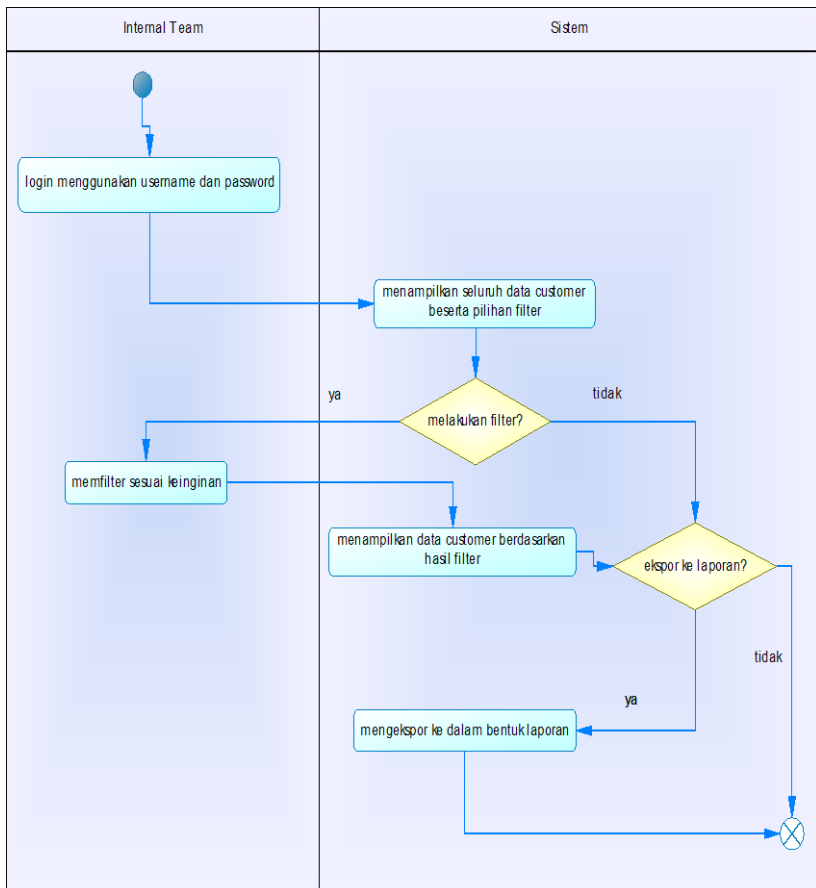 Internal Team
Sistem
login menggunakan username dan password
menampilkan seluruh data customer
beserta pilihan filter
ya
melakukan filter?
tidak
memfilter sesuai keinginan
menampilkan data customer berdasarkan
hasil filter
ekspor ke laporan?
tidak
ya
mengekspor ke dalam bentuk laporan